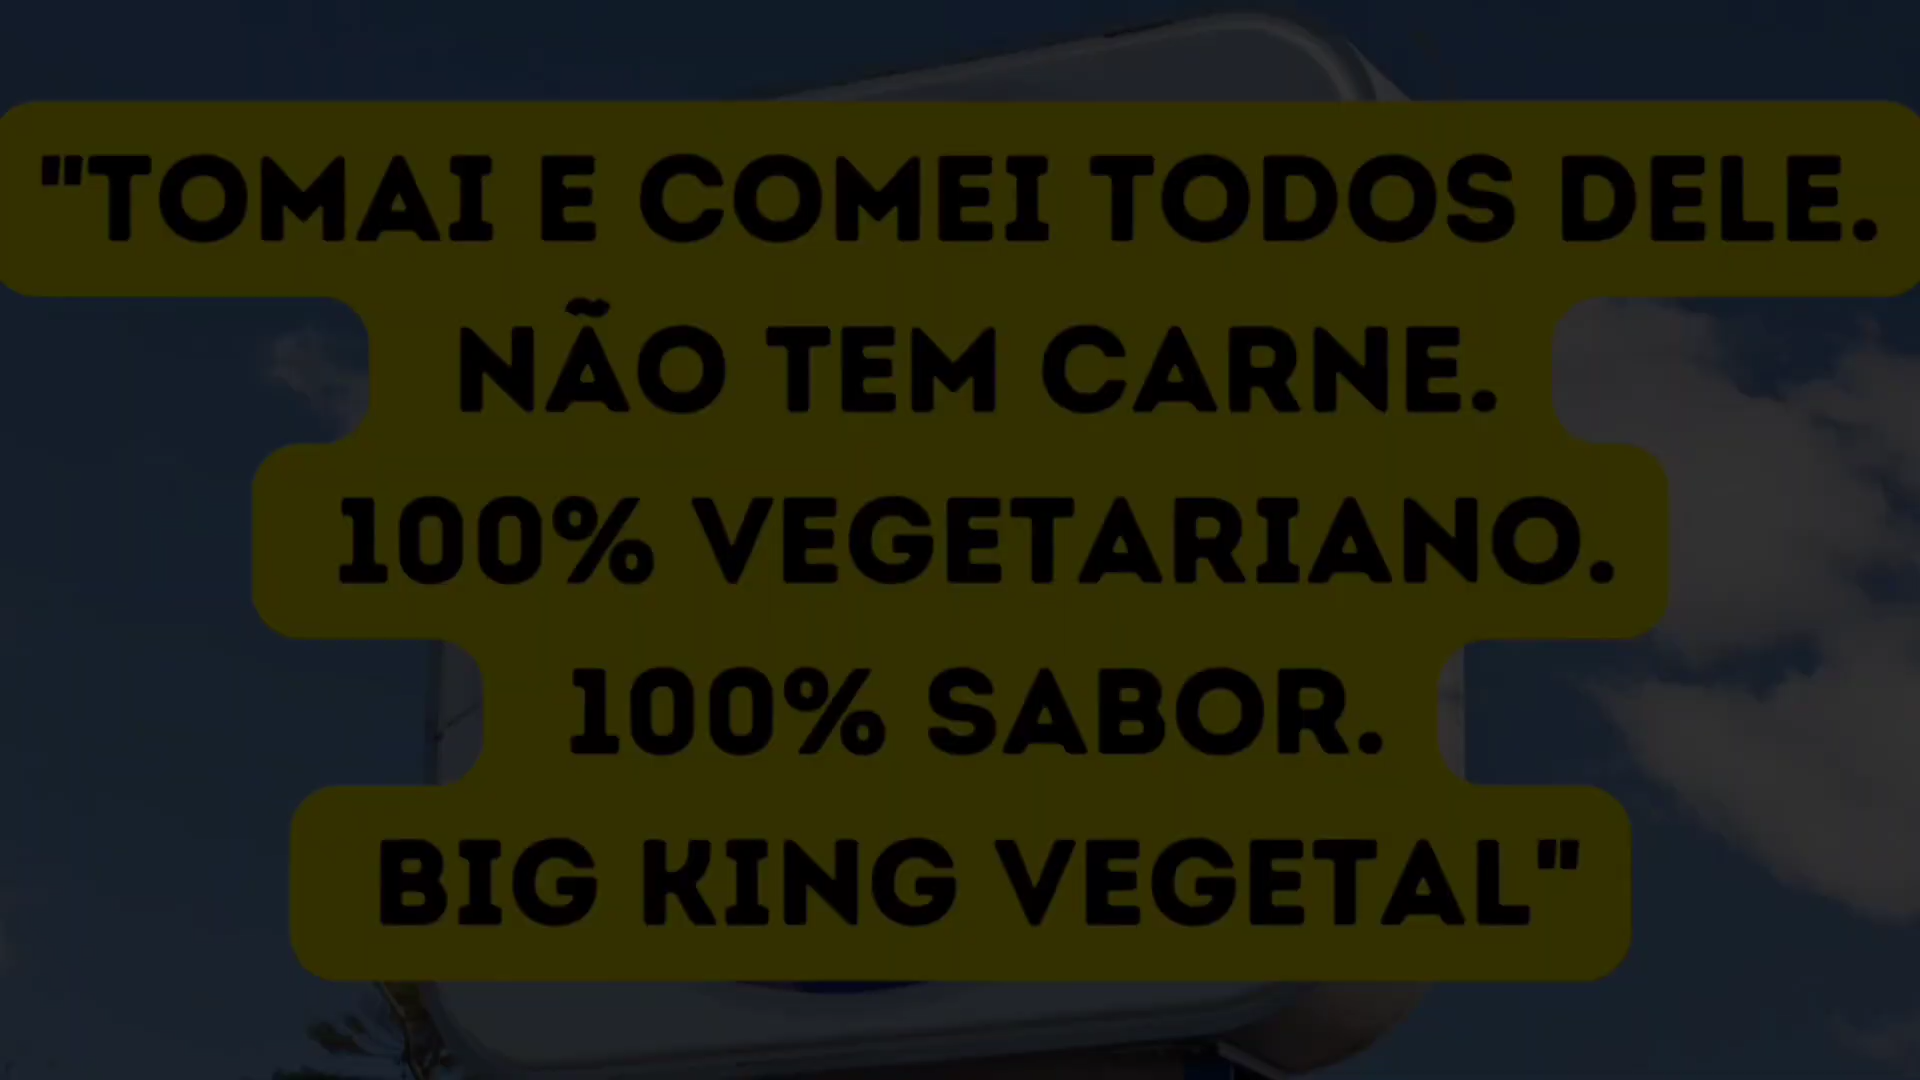 "TOMAI E COMEI TODOS DELE.
NÃO TEM CARNE.
100% VEGETARIANO.
100% SABOR.
BIG KING VEGETAL"